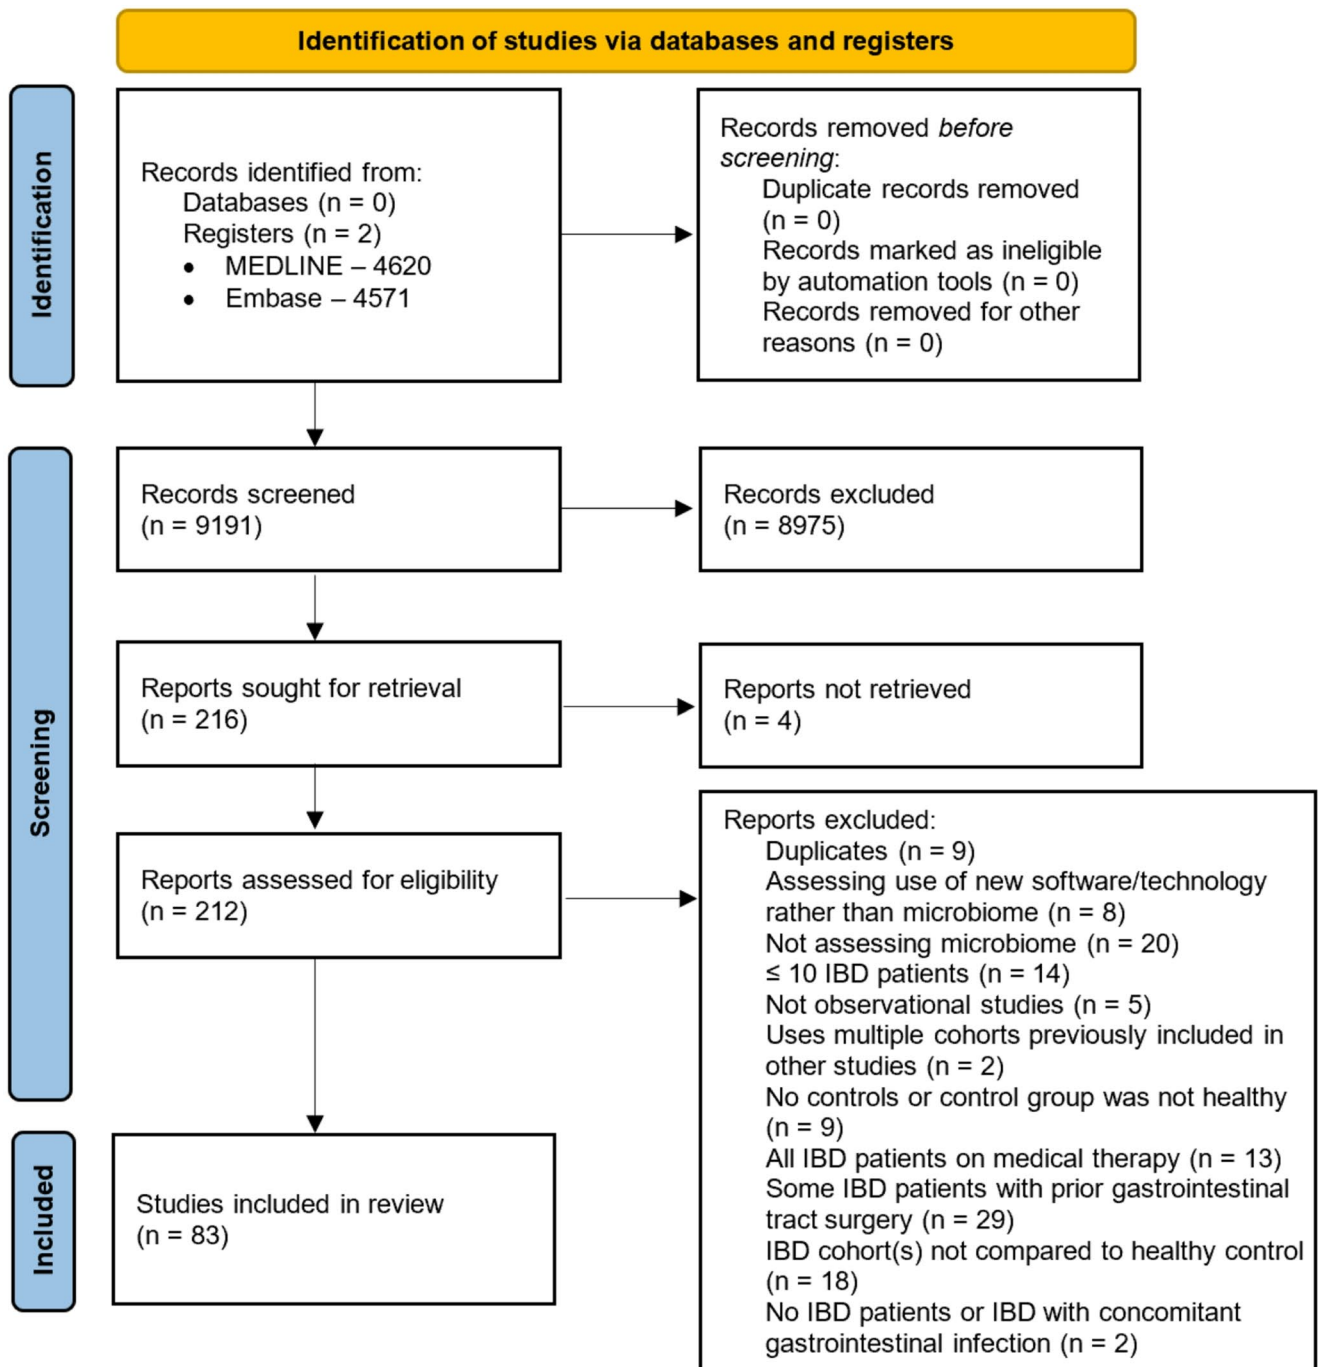 Identification of studies via databases and registers
Identification
Records identified from:
Databases (n = 0)
Registers (n = 2)
• MEDLINE – 4620
• Embase – 4571
Records removed before
screening:
Duplicate records removed
(n = 0)
Records marked as ineligible
by automation tools (n = 0)
Records removed for other
reasons (n = 0)
Screening
Records screened
(n = 9191)
Records excluded
(n = 8975)
Reports sought for retrieval
(n = 216)
Reports not retrieved
(n = 4)
Reports assessed for eligibility
(n = 212)
Reports excluded:
Duplicates (n = 9)
Assessing use of new software/technology
rather than microbiome (n = 8)
Not assessing microbiome (n = 20)
≤ 10 IBD patients (n = 14)
Not observational studies (n = 5)
Uses multiple cohorts previously included in
other studies (n = 2)
No controls or control group was not healthy
(n = 9)
All IBD patients on medical therapy (n = 13)
Some IBD patients with prior gastrointestinal
tract surgery (n = 29)
IBD cohort(s) not compared to healthy control
(n = 18)
No IBD patients or IBD with concomitant
gastrointestinal infection (n = 2)
Included
Studies included in review
(n = 83)